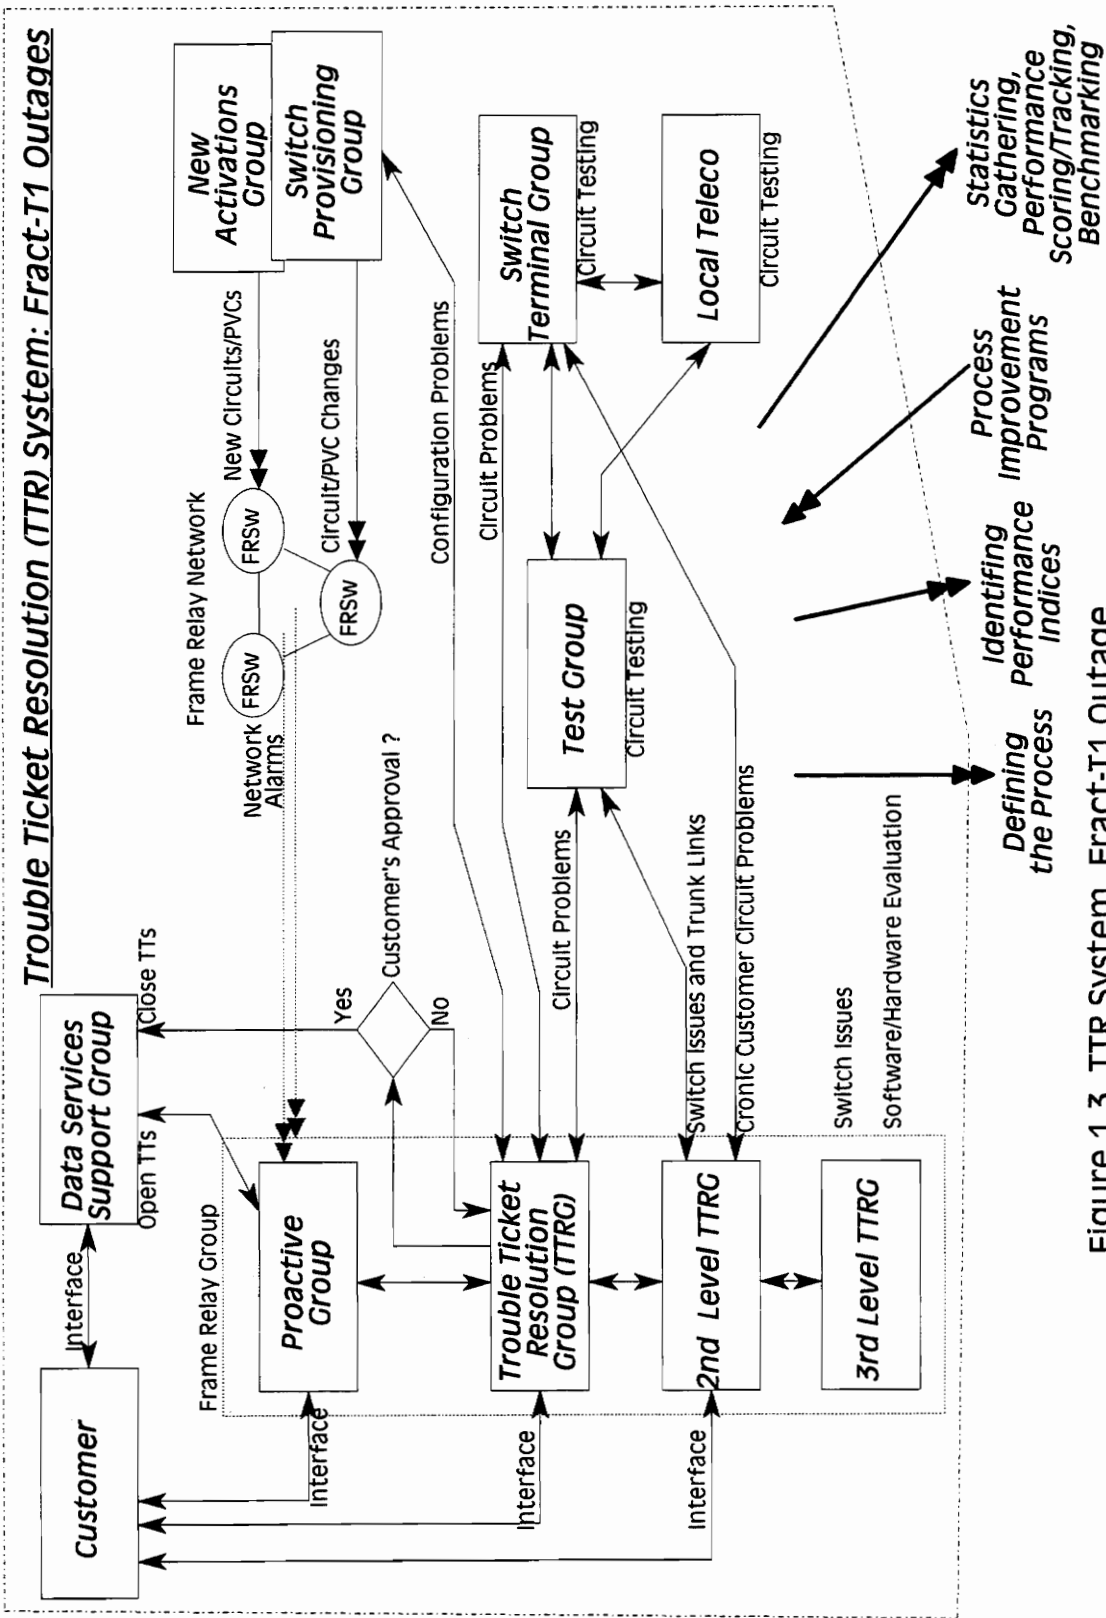 Trouble Ticket Resolution (TTR) System: Fract-T1 Outages
Customer
Interface
Data Services
Support Group
Open TTs
Close TTs
Frame Relay Network
FRSW
FRSW
FRSW
New Circuits/PVCs
Circuit/PVC Changes
New
Activations
Group
Switch
Provisioning
Group
Network
Alarms
Frame Relay Group
Proactive
Group
Interface
Yes
No
Customer's Approval ?
Configuration Problems
Circuit Problems
Trouble Ticket
Resolution
Group (TTRG)
Interface
Circuit Problems
Test Group
Circuit Testing
Switch
Terminal Group
Circuit Testing
Local Teleco
Circuit Testing
2nd Level TTRG
Interface
Switch Issues and Trunk Links
Cronic Customer Circuit Problems
3rd Level TTRG
Switch Issues
Software/Hardware Evaluation
Defining
the Process
Identifing
Performance
Indices
Process
Improvement
Programs
Statistics
Gathering,
Performance
Scoring/Tracking,
Benchmarking
Figure 1.3 TTR System, Fract-T1 Outage